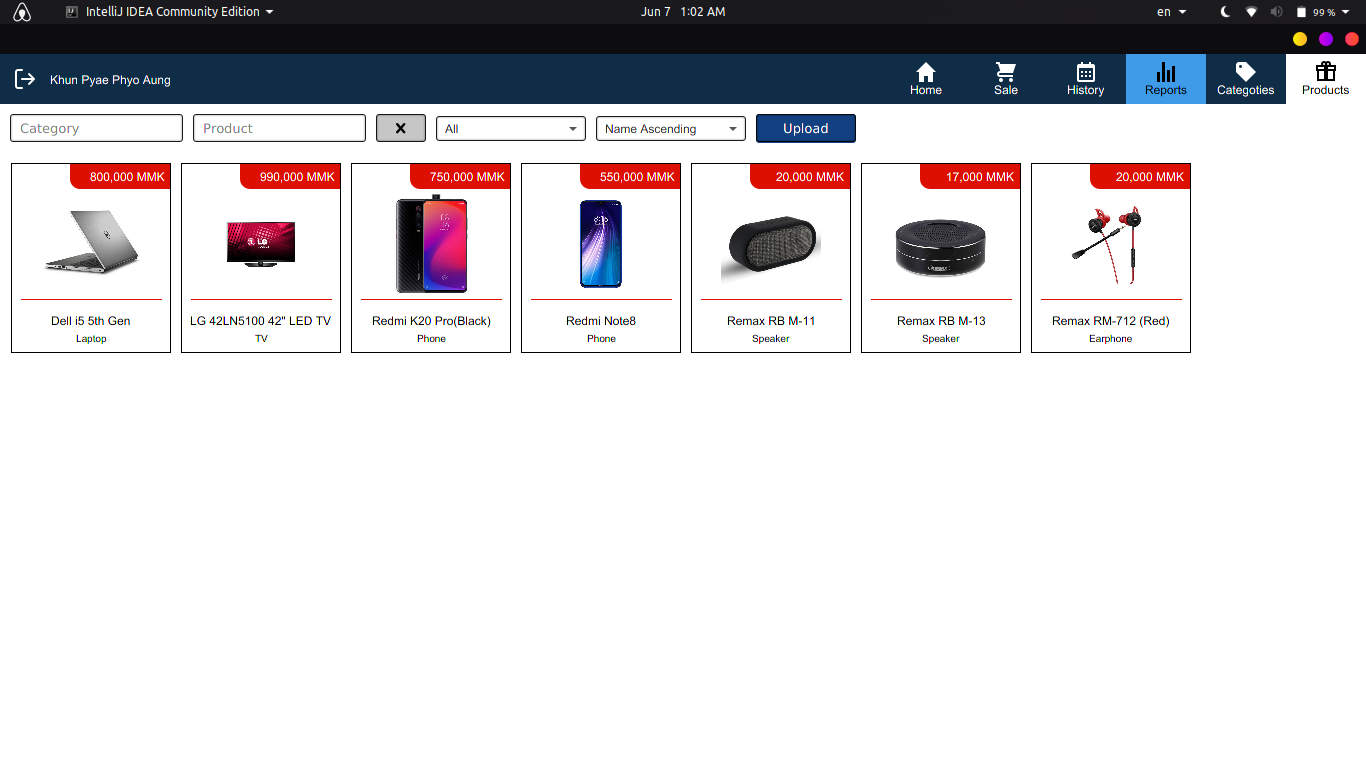 IntelliJ IDEA Community Edition
Jun 7 1:02 AM
en
99 %
Khun Pyae Phyo Aung
Home
Sale
History
Reports
Categoties
Products
Category
Product
All
Name Ascending
Upload
800,000 MMK
990,000 MMK
750,000 MMK
550,000 MMK
20,000 MMK
17,000 MMK
20,000 MMK
LG
Dell i5 5th Gen
Laptop
LG 42LN5100 42" LED TV
TV
Redmi K20 Pro(Black)
Phone
Redmi Note8
Phone
Remax RB M-11
Speaker
Remax RB M-13
Speaker
Remax RM-712 (Red)
Earphone